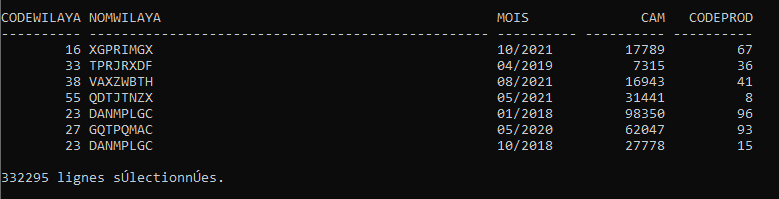 CODEWILAYA NOMWILAYA MOIS CAM CODEPROD
---------- -------------------------------------------------- ---------- ---------- ----------
16 XGPRIMGX 10/2021 17789 67
33 TPRJRXDF 04/2019 7315 36
38 VAXZWBTH 08/2021 16943 41
55 QDTJTNZX 05/2021 31441 8
23 DANMPLGC 01/2018 98350 96
27 GQTPQMAC 05/2020 62047 93
23 DANMPLGC 10/2018 27778 15
332295 lignes sÚlectionnÚes.